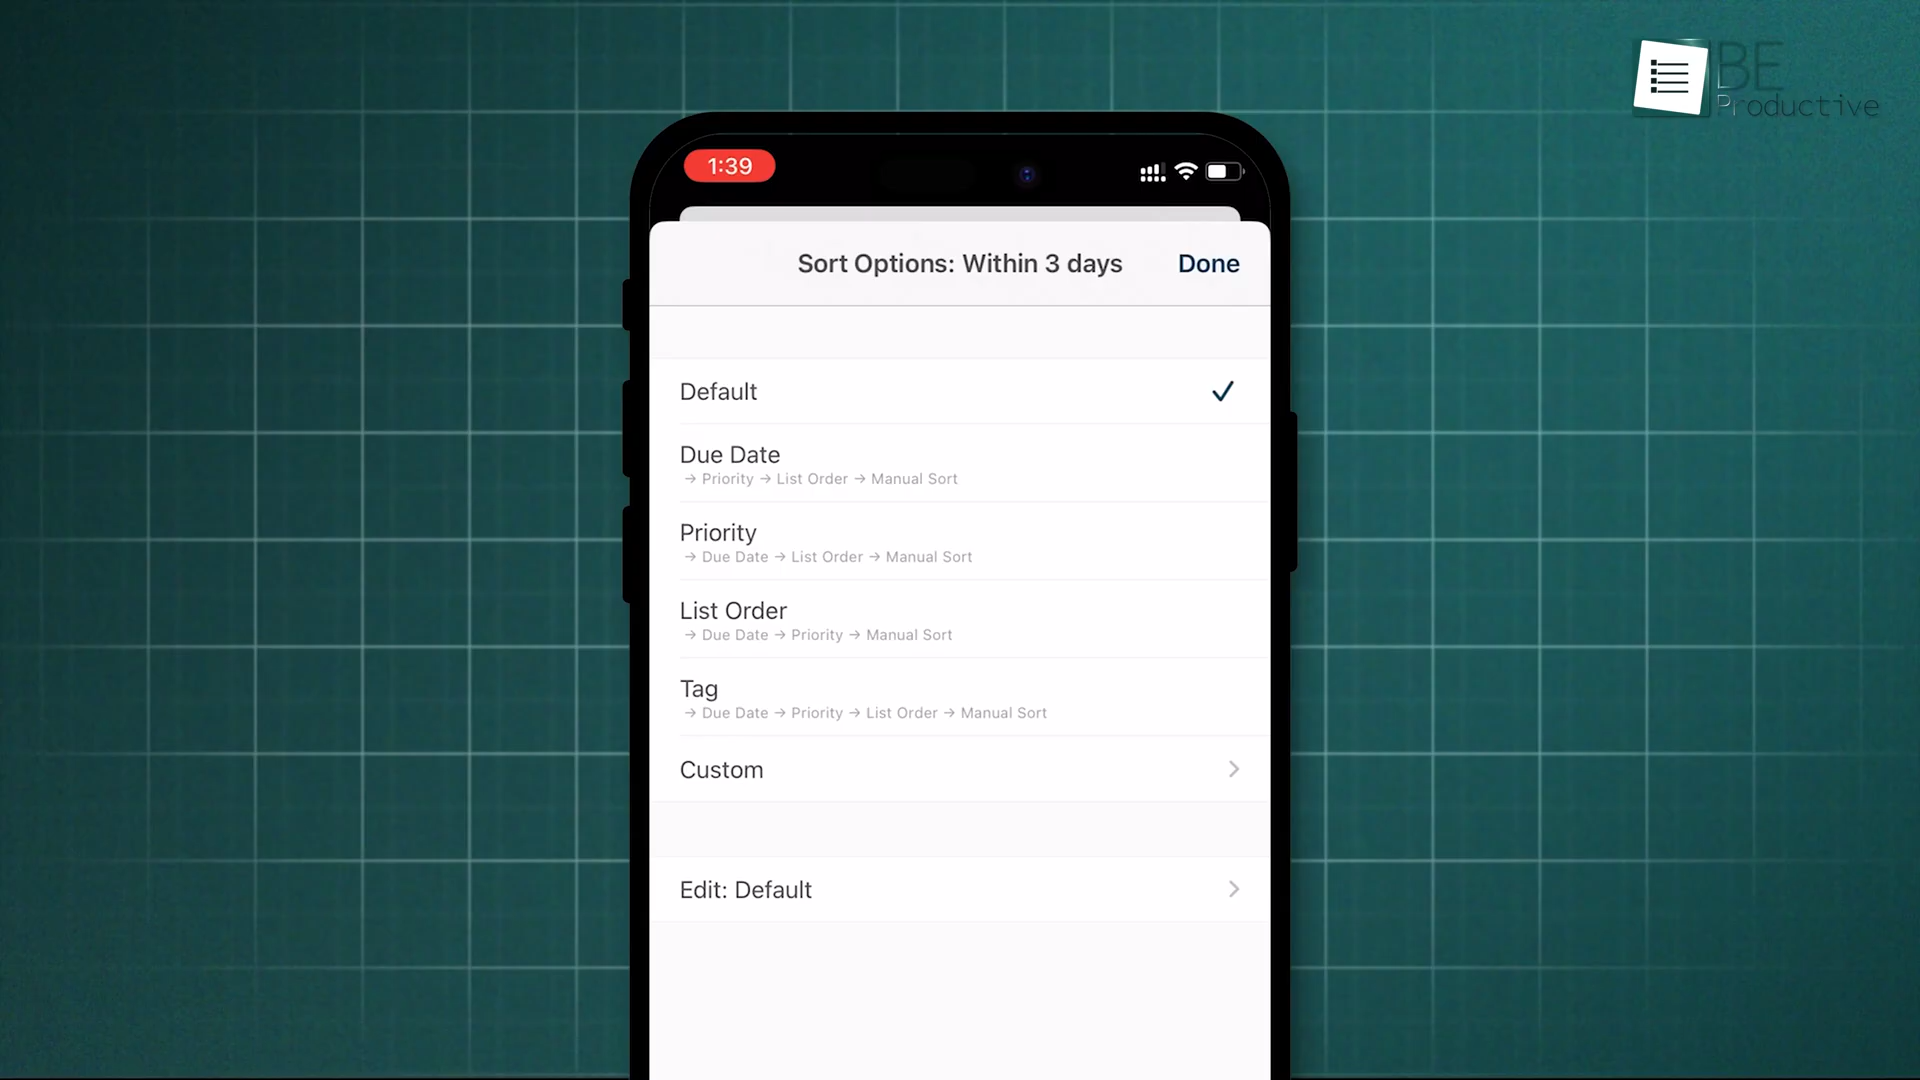 BE
Productive
1:39
Sort Options: Within 3 days
Done
Default
Due Date
→ Priority → List Order → Manual Sort
Priority
→ Due Date → List Order → Manual Sort
List Order
→ Due Date → Priority → Manual Sort
Tag
→ Due Date → Priority → List Order → Manual Sort
Custom
Edit: Default